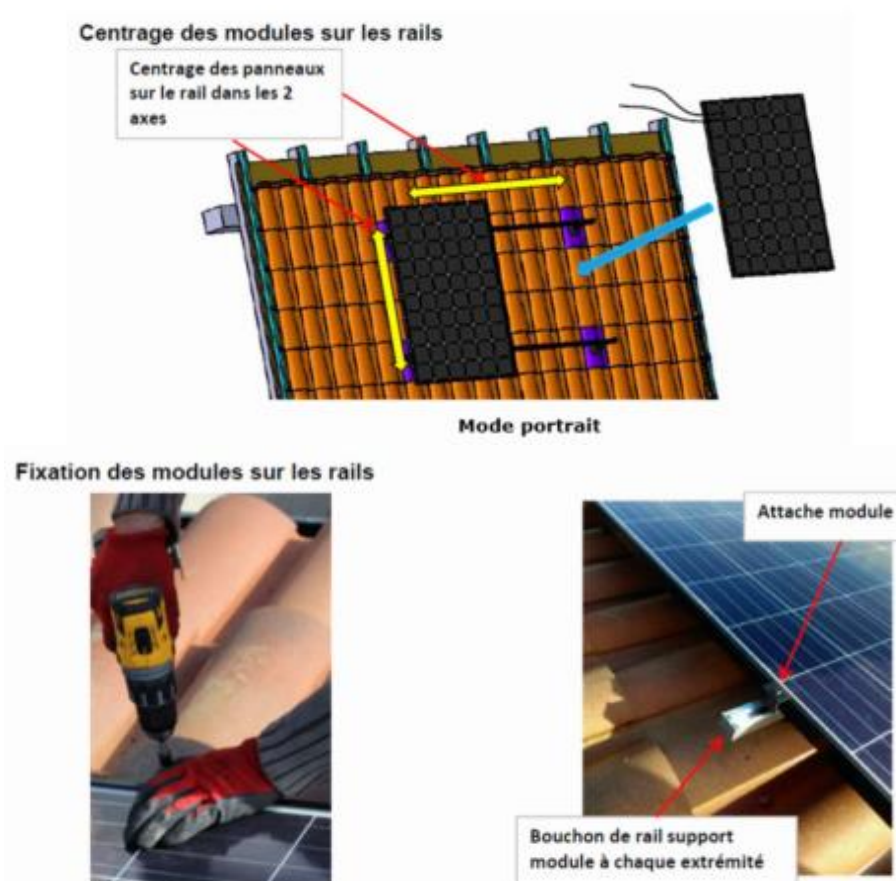 Centrage des modules sur les rails
Centrage des panneaux
sur le rail dans les 2
axes
Mode portrait
Fixation des modules sur les rails
Attache module
Bouchon de rail support
module à chaque extrémité